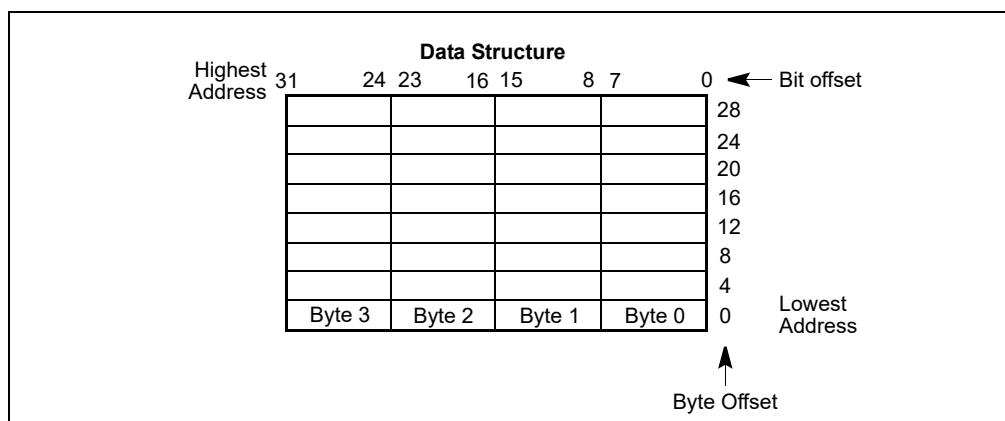 Data Structure
Highest
Address
31 24 23 16 15 8 7 0 Bit offset
28
24
20
16
12
8
4
Byte 3 Byte 2 Byte 1 Byte 0 0
Lowest
Address
Byte Offset